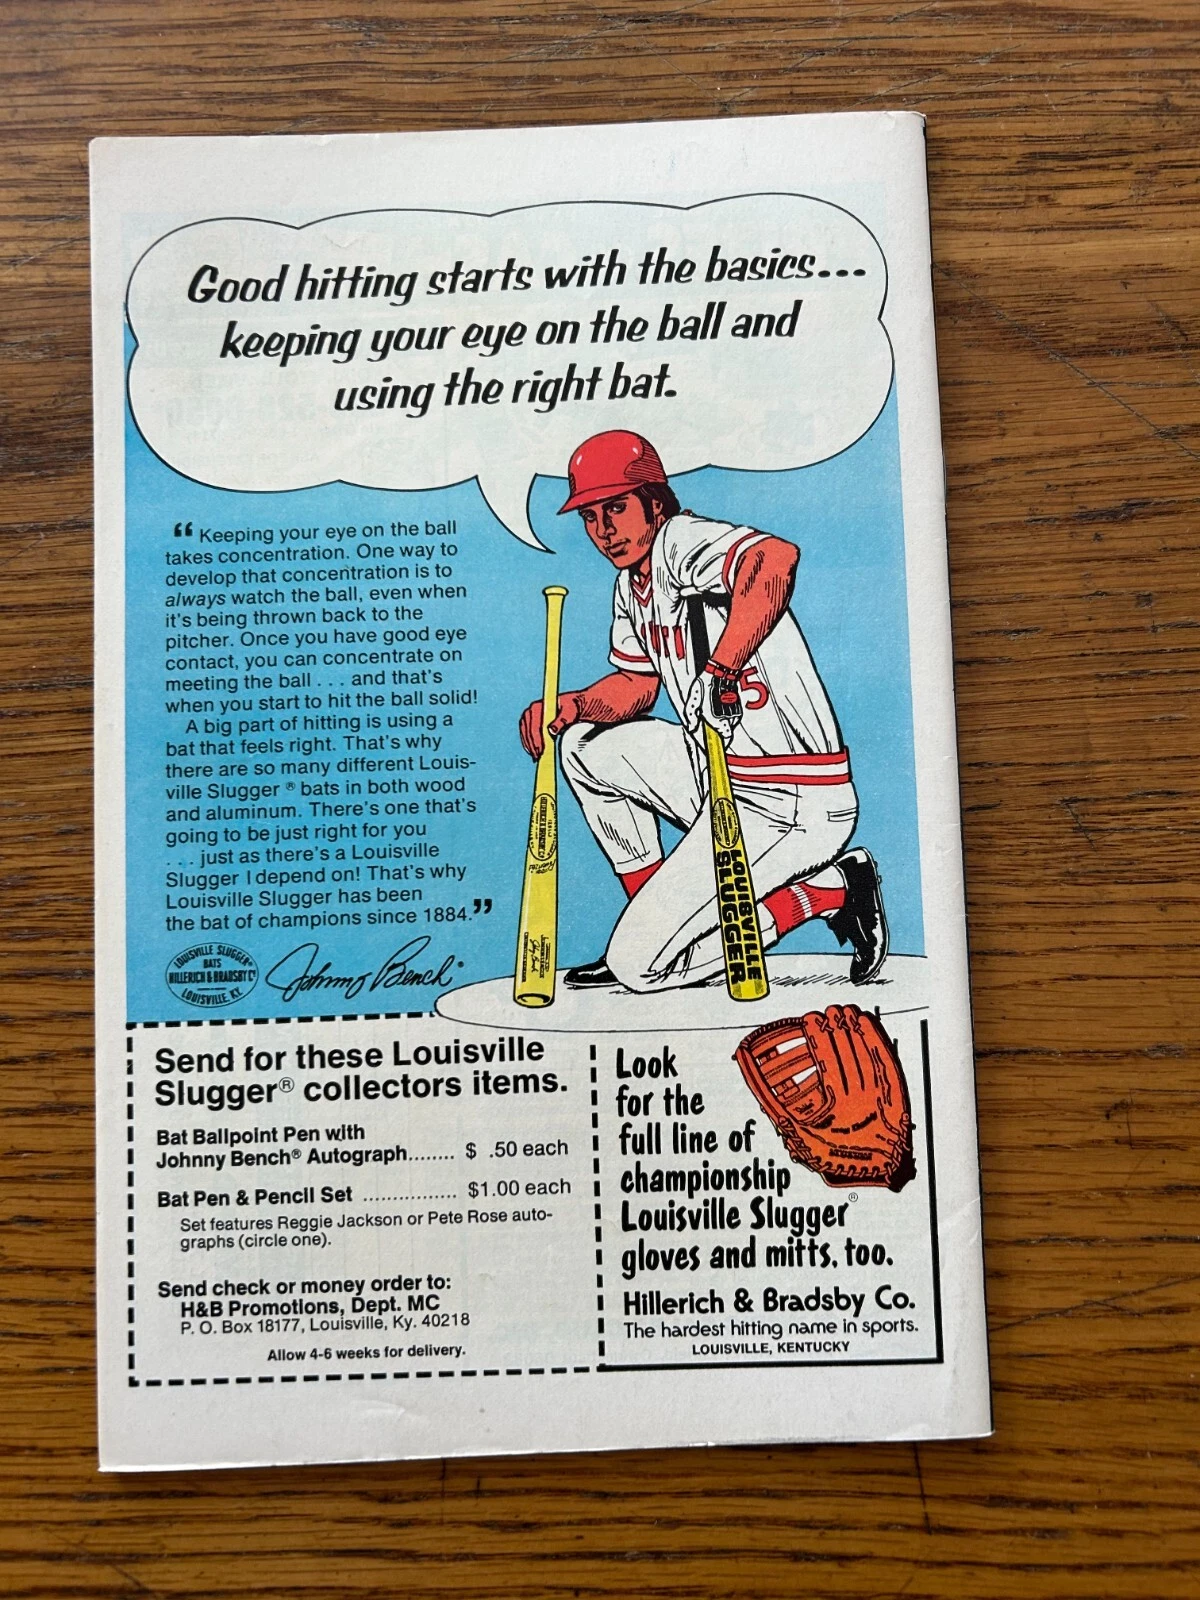 Good hitting starts with the basics...
keeping your eye on the ball and
using the right bat.
“ Keeping your eye on the ball
takes concentration. One way to
develop that concentration is to
always watch the ball, even when
it's being thrown back to the
pitcher. Once you have good eye
contact, you can concentrate on
meeting the ball . . . and that's
when you start to hit the ball solid!
A big part of hitting is using a
bat that feels right. That's why
there are so many different Louis-
ville Slugger ® bats in both wood
and aluminum. There's one that's
going to be just right for you
. . . just as there's a Louisville
Slugger I depend on! That's why
Louisville Slugger has been
the bat of champions since 1884.”
LOUISVILLE SLUGGER®
BATS
HILLERICH & BRADSBY Cº
LOUISVILLE, KY.
Johnny Bench
5
LOUISVILLE
SLUGGER
Send for these Louisville
Slugger® collectors items.
Bat Ballpoint Pen with
Johnny Bench® Autograph........ $ .50 each
Bat Pen & Pencil Set ................ $1.00 each
Set features Reggie Jackson or Pete Rose auto-
graphs (circle one).
Send check or money order to:
H&B Promotions, Dept. MC
P. O. Box 18177, Louisville, Ky. 40218
Allow 4-6 weeks for delivery.
Look
for the
full line of
championship
Louisville Slugger®
gloves and mitts, too.
Hillerich & Bradsby Co.
The hardest hitting name in sports.
LOUISVILLE, KENTUCKY